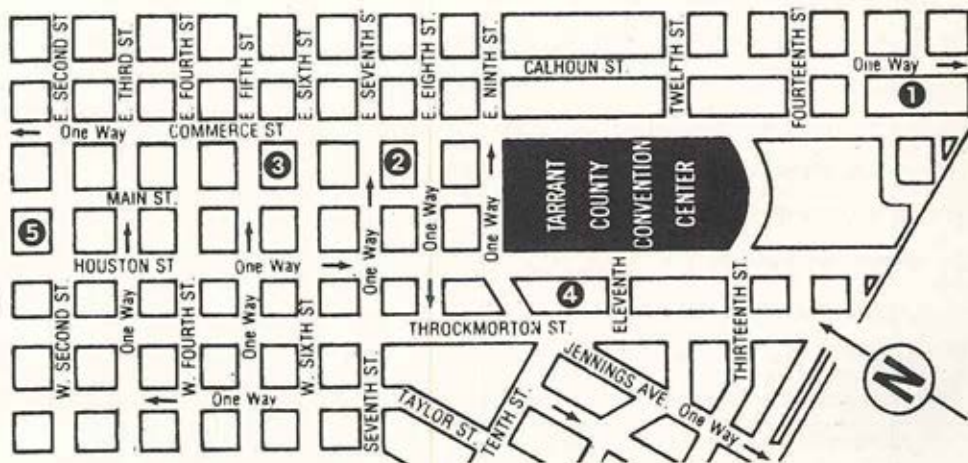 E. SECOND ST
E. THIRD ST.
E. FOURTH ST.
E. FIFTH ST
E. SIXTH ST.
E. SEVENTH ST
E. EIGHTH ST.
E. NINTH ST.
CALHOUN ST.
TWELFTH ST
FOURTEENTH ST
One Way
1
One Way
COMMERCE ST
3
2
TARRANT
COUNTY
CONVENTION
CENTER
MAIN ST.
5
One Way
One Way
One Way
HOUSTON ST
One Way
W. SECOND ST.
One Way
W. FOURTH ST.
One Way
W. SIXTH ST
4
ELEVENTH
THIRTEENTH ST.
THROCKMORTON ST.
JENNINGS AVE.
One Way
N
One Way
SEVENTH ST.
TAYLOR ST.
TENTH ST.